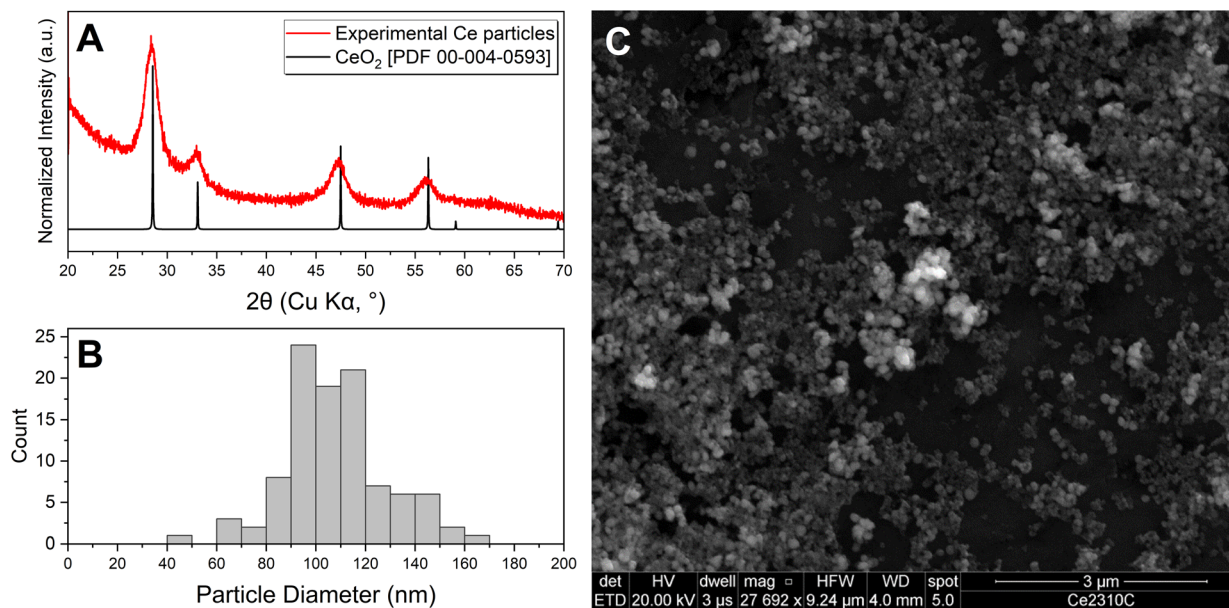 A
Experimental Ce particles
CeO₂ [PDF 00-004-0593]
Normalized Intensity (a.u.)
20 25 30 35 40 45 50 55 60 65 70
2θ (Cu Kα, °)
B
25
20
15
10
5
0
Count
0 20 40 60 80 100 120 140 160 180 200
Particle Diameter (nm)
C
det HV dwell mag □ HFW WD spot 3 µm
ETD 20.00 kV 3 µs 27 692 x 9.24 µm 4.0 mm 5.0 Ce2310C